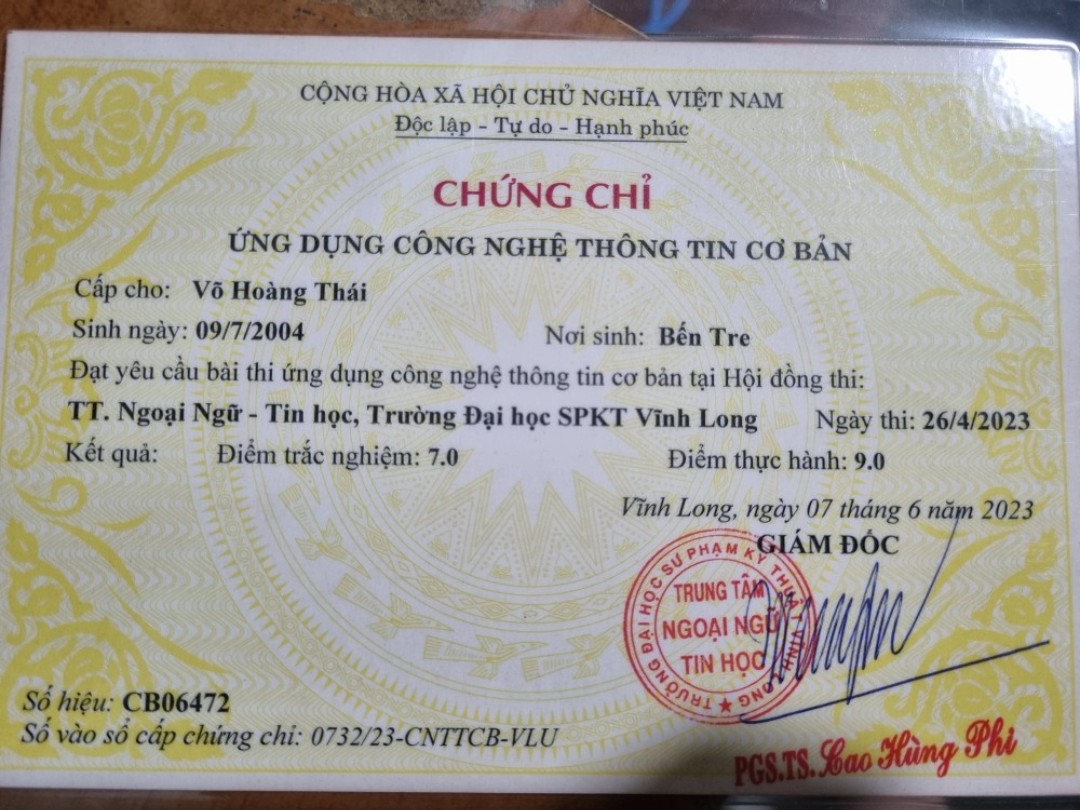 CỘNG HÒA XÃ HỘI CHỦ NGHĨA VIỆT NAM
Độc lập - Tự do - Hạnh phúc
CHỨNG CHỈ
ỨNG DỤNG CÔNG NGHỆ THÔNG TIN CƠ BẢN
Cấp cho: Võ Hoàng Thái
Sinh ngày: 09/7/2004 Nơi sinh: Bến Tre
Đạt yêu cầu bài thi ứng dụng công nghệ thông tin cơ bản tại Hội đồng thi:
TT. Ngoại Ngữ - Tin học, Trường Đại học SPKT Vĩnh Long Ngày thi: 26/4/2023
Kết quả: Điểm trắc nghiệm: 7.0 Điểm thực hành: 9.0
Vĩnh Long, ngày 07 tháng 6 năm 2023
GIÁM ĐỐC
TRƯỜNG ĐẠI HỌC SƯ PHẠM KỸ THUẬT VĨNH LONG
TRUNG TÂM
NGOẠI NGỮ
TIN HỌC
Số hiệu: CB06472
Số vào sổ cấp chứng chỉ: 0732/23-CNTTCB-VLU
PGS.TS. Cao Hùng Phi